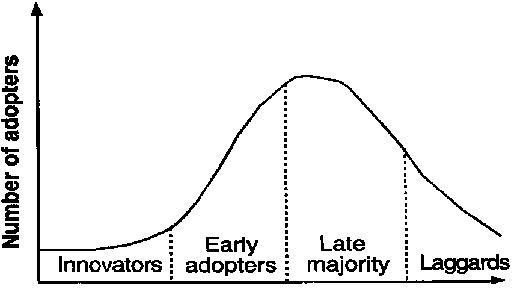 Number of adopters
Innovators
Early
adopters
Late
majority
Laggards